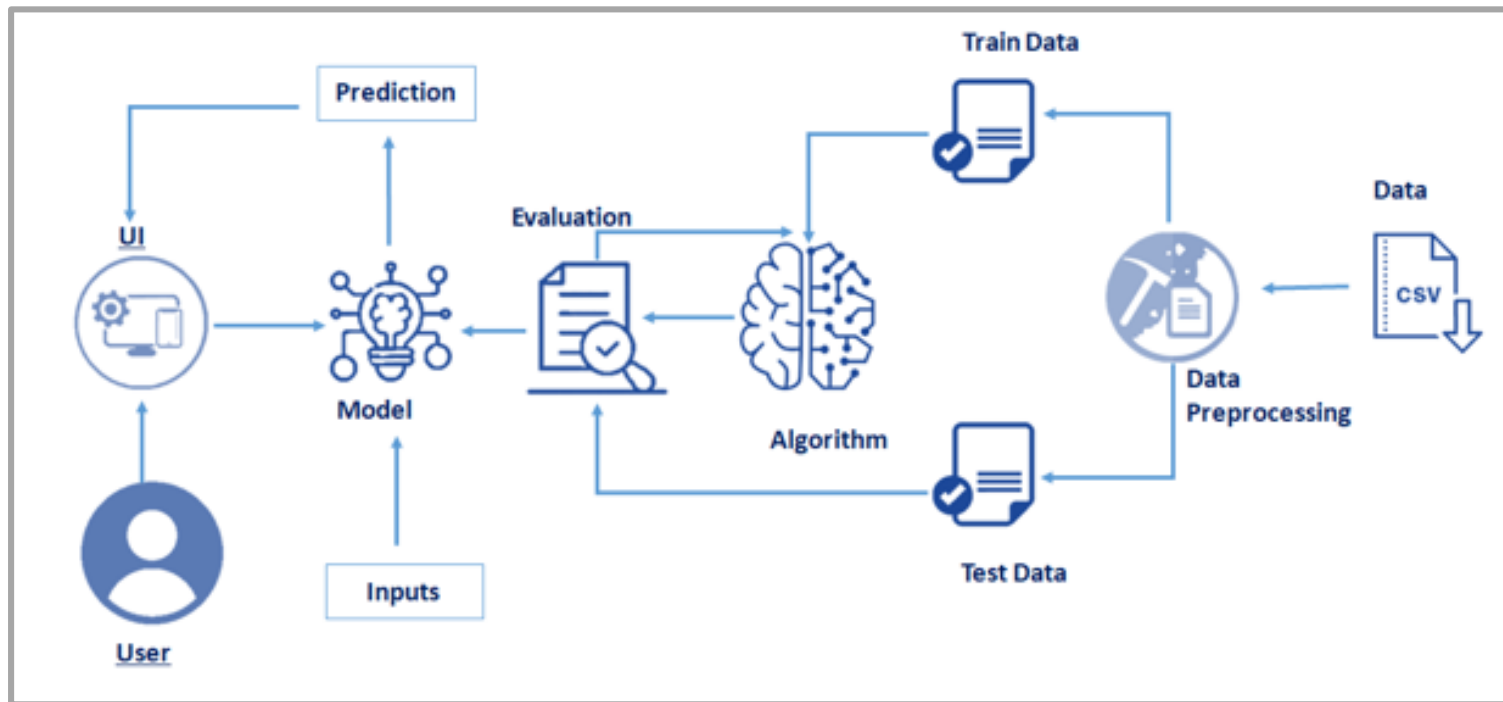 Train Data
Prediction
Data
Evaluation
UI
CSV
Data
Preprocessing
Model
Algorithm
Test Data
Inputs
User